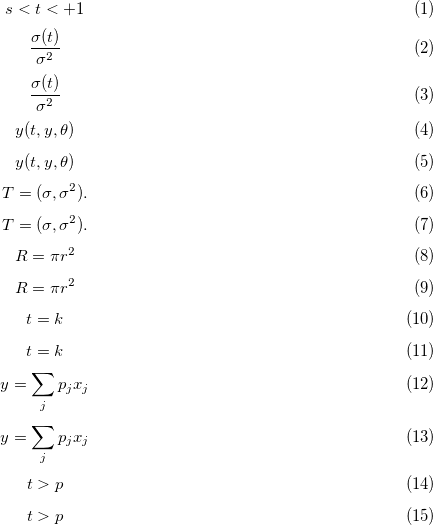 s < t < +1 (1)
σ(t)/σ² (2)
σ(t)/σ² (3)
y(t, y, θ) (4)
y(t, y, θ) (5)
T = (σ, σ²). (6)
T = (σ, σ²). (7)
R = πr² (8)
R = πr² (9)
t = k (10)
t = k (11)
y = ∑_j p_j x_j (12)
y = ∑_j p_j x_j (13)
t > p (14)
t > p (15)